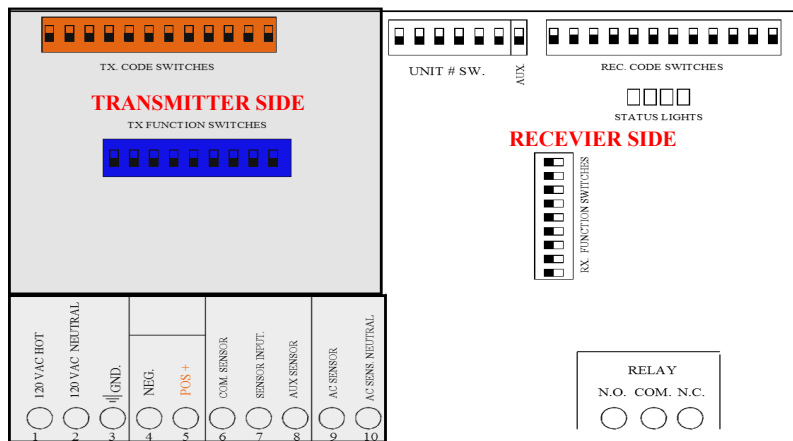 TX. CODE SWITCHES
TRANSMITTER SIDE
TX FUNCTION SWITCHES
UNIT # SW.
AUX.
REC. CODE SWITCHES
STATUS LIGHTS
RECEVIER SIDE
RX. FUNCTION SWITCHES
120 VAC HOT
120 VAC NEUTRAL
GND.
NEG.
POS +
COM. SENSOR
SENSOR INPUT.
AUX SENSOR
AC SENSOR
AC SENS. NEUTRAL
1 2 3 4 5 6 7 8 9 10
RELAY
N.O. COM. N.C.